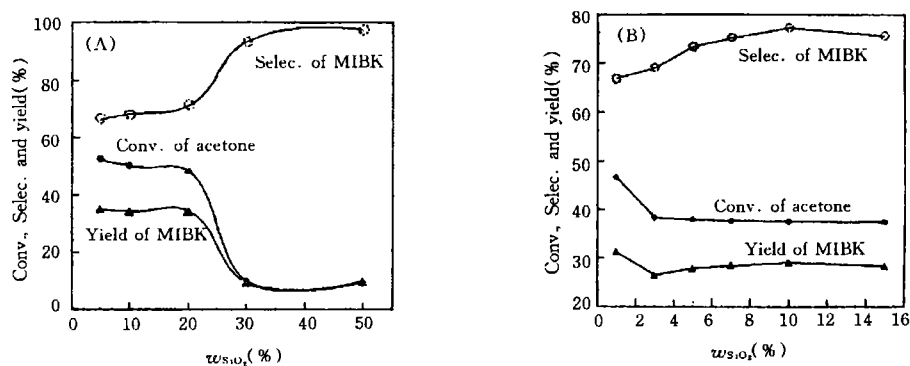 (A)
Conv., Selec. and yield(%)
100
80
60
40
20
0
Selec. of MIBK
Conv. of acetone
Yield of MIBK
0 10 20 30 40 50
wSiO₂(%)
(B)
80
70
60
50
40
30
20
Selec. of MIBK
Conv. of acetone
Yield of MIBK
0 2 4 6 8 10 12 14 16
Conv., Selec. and yield(%)
wSiO₂(%)